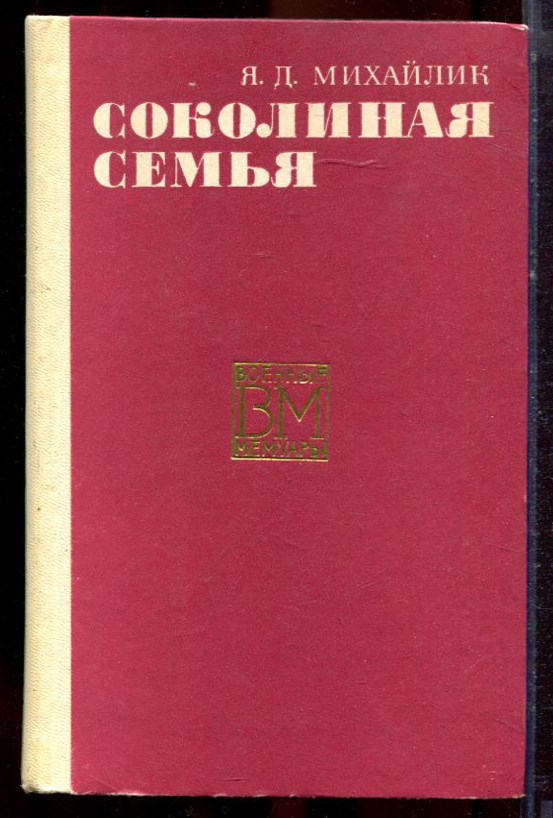 Я. Д. МИХАЙЛИК
СОКОЛИНАЯ
СЕМЬЯ
ВОЕННЫЕ
ВМ
МЕМУАРЫ